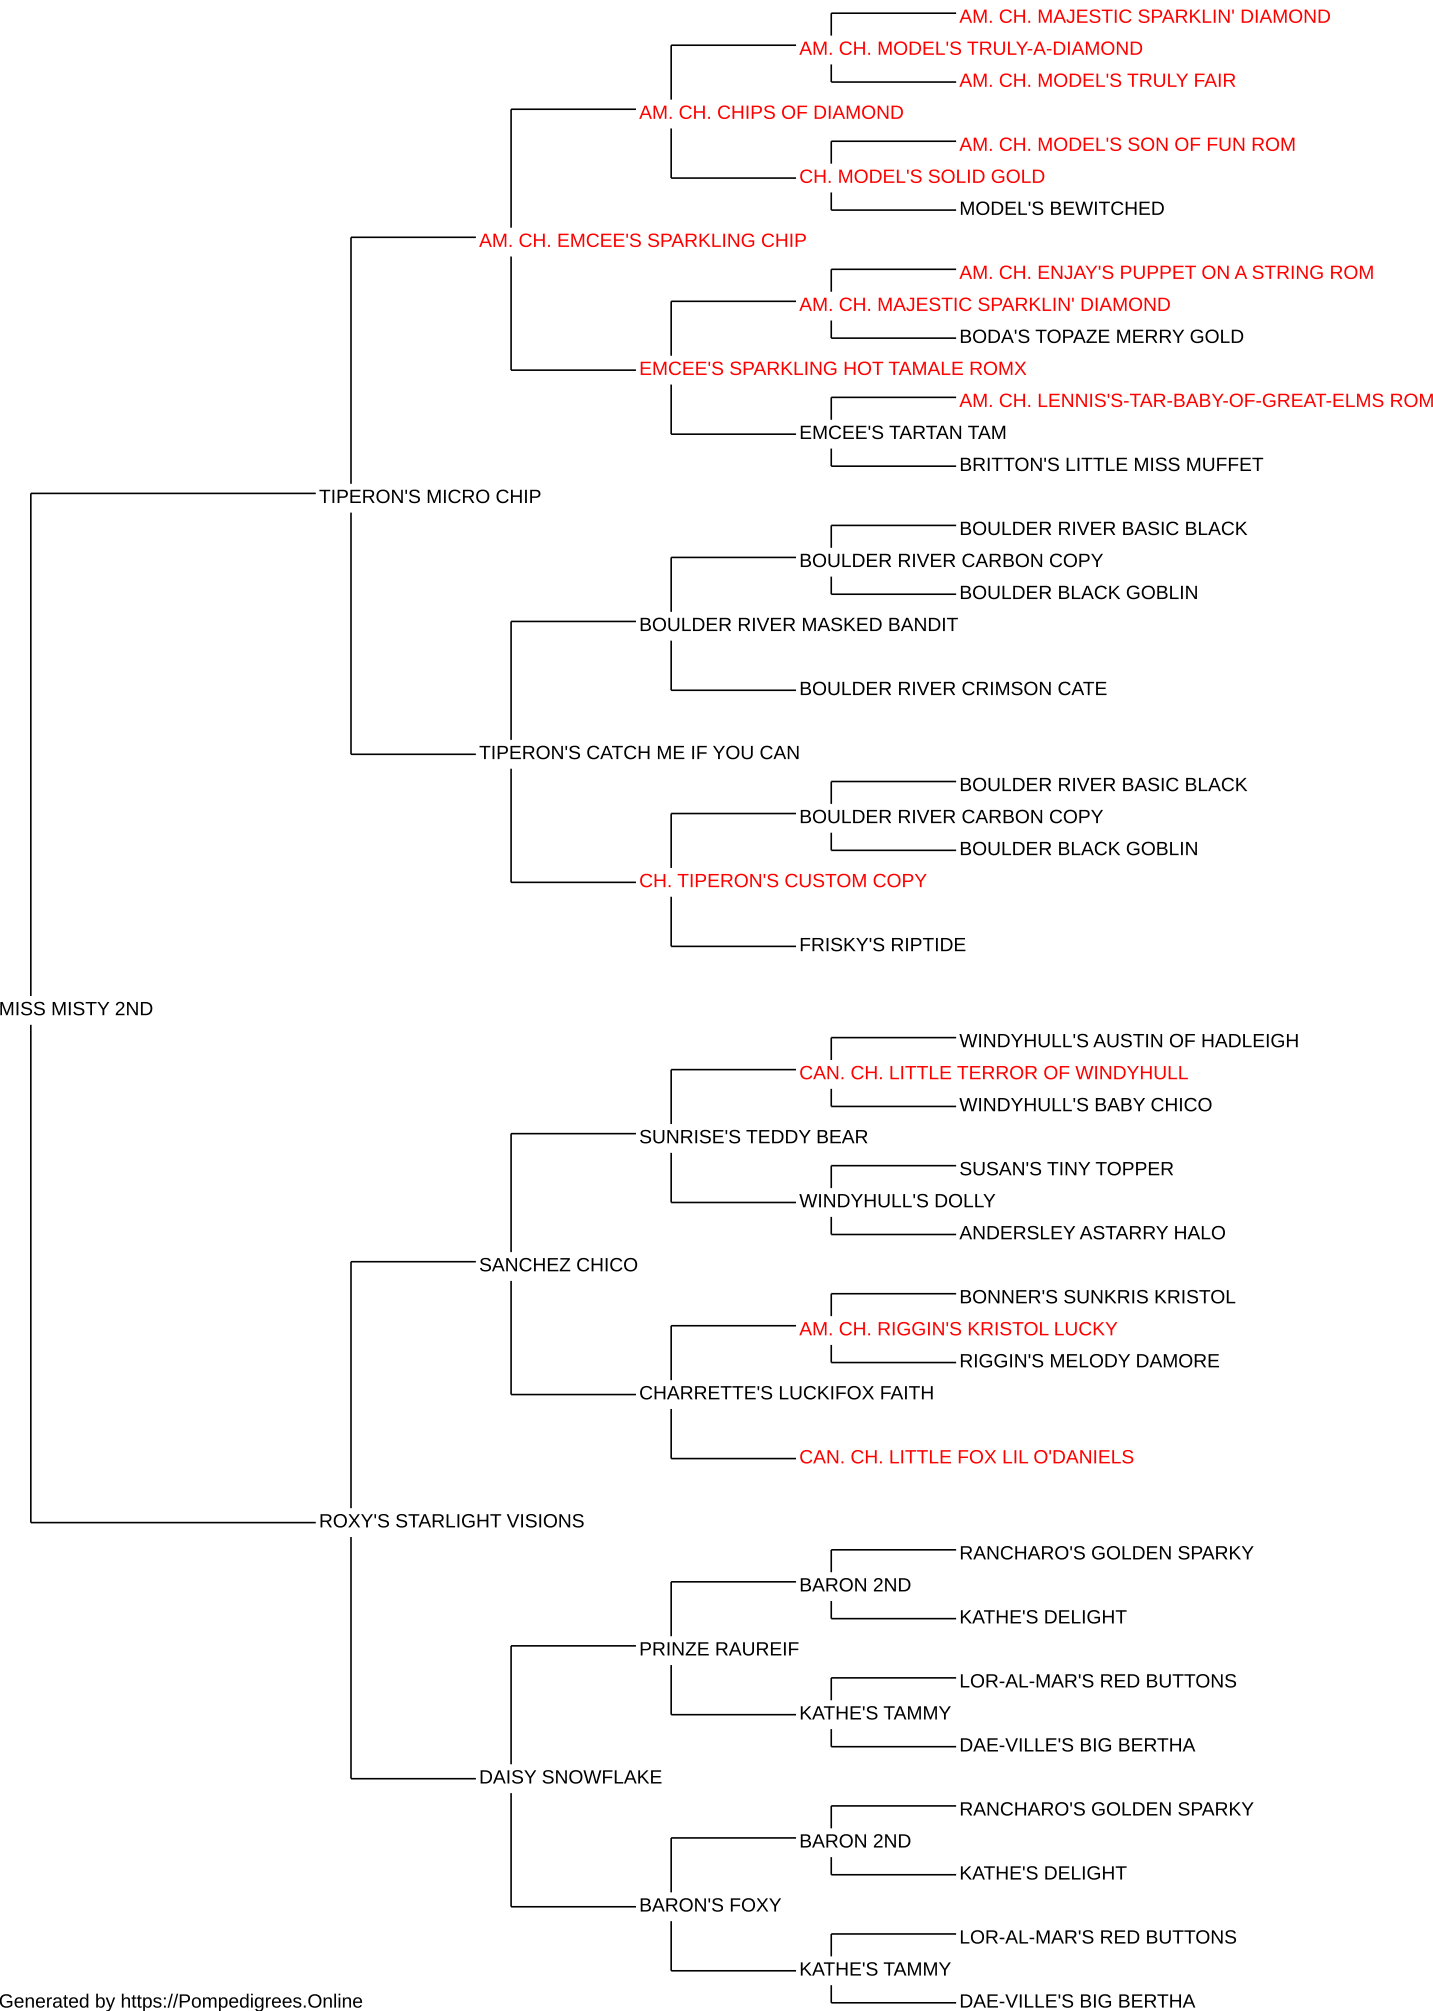 AM. CH. MAJESTIC SPARKLIN' DIAMOND
AM. CH. MODEL'S TRULY-A-DIAMOND
AM. CH. MODEL'S TRULY FAIR
AM. CH. CHIPS OF DIAMOND
AM. CH. MODEL'S SON OF FUN ROM
CH. MODEL'S SOLID GOLD
MODEL'S BEWITCHED
AM. CH. EMCEE'S SPARKLING CHIP
AM. CH. ENJAY'S PUPPET ON A STRING ROM
AM. CH. MAJESTIC SPARKLIN' DIAMOND
BODA'S TOPAZE MERRY GOLD
EMCEE'S SPARKLING HOT TAMALE ROMX
AM. CH. LENNIS'S-TAR-BABY-OF-GREAT-ELMS ROM
EMCEE'S TARTAN TAM
BRITTON'S LITTLE MISS MUFFET
TIPERON'S MICRO CHIP
BOULDER RIVER BASIC BLACK
BOULDER RIVER CARBON COPY
BOULDER BLACK GOBLIN
BOULDER RIVER MASKED BANDIT
BOULDER RIVER CRIMSON CATE
TIPERON'S CATCH ME IF YOU CAN
BOULDER RIVER BASIC BLACK
BOULDER RIVER CARBON COPY
BOULDER BLACK GOBLIN
CH. TIPERON'S CUSTOM COPY
FRISKY'S RIPTIDE
MISS MISTY 2ND
WINDYHULL'S AUSTIN OF HADLEIGH
CAN. CH. LITTLE TERROR OF WINDYHULL
WINDYHULL'S BABY CHICO
SUNRISE'S TEDDY BEAR
SUSAN'S TINY TOPPER
WINDYHULL'S DOLLY
ANDERSLEY ASTARRY HALO
SANCHEZ CHICO
BONNER'S SUNKRIS KRISTOL
AM. CH. RIGGIN'S KRISTOL LUCKY
RIGGIN'S MELODY DAMORE
CHARRETTE'S LUCKIFOX FAITH
CAN. CH. LITTLE FOX LIL O'DANIELS
ROXY'S STARLIGHT VISIONS
RANCHARO'S GOLDEN SPARKY
BARON 2ND
KATHE'S DELIGHT
PRINZE RAUREIF
LOR-AL-MAR'S RED BUTTONS
KATHE'S TAMMY
DAE-VILLE'S BIG BERTHA
DAISY SNOWFLAKE
RANCHARO'S GOLDEN SPARKY
BARON 2ND
KATHE'S DELIGHT
BARON'S FOXY
LOR-AL-MAR'S RED BUTTONS
KATHE'S TAMMY
DAE-VILLE'S BIG BERTHA
Generated by https://Pompedigrees.Online